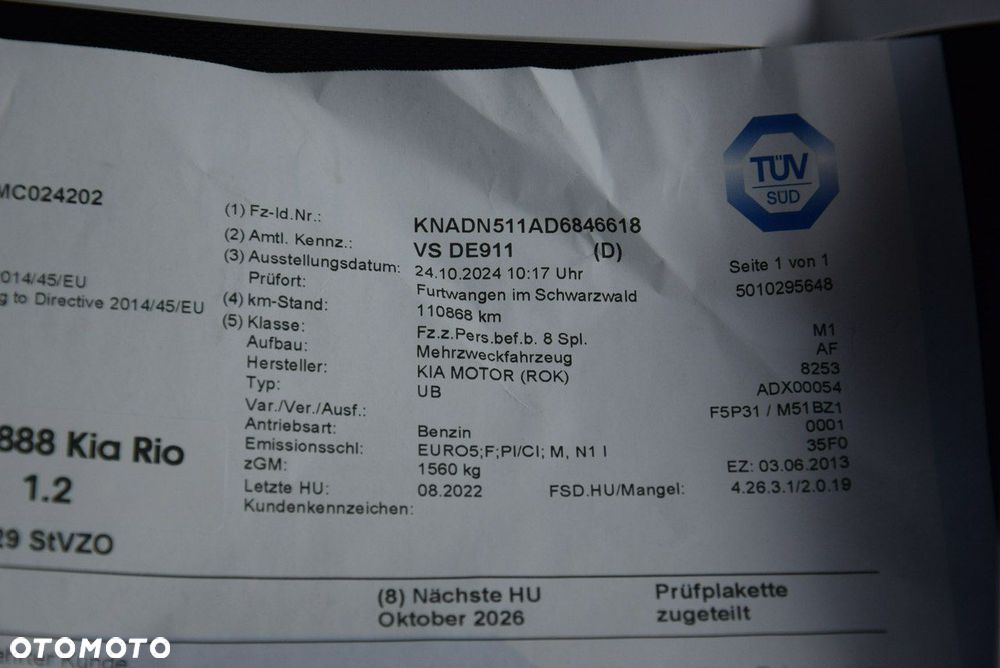 TÜV
SÜD
MC024202
(1) Fz-Id.Nr.: KNADN511AD6846618
(2) Amtl. Kennz.: VS DE911 (D)
(3) Ausstellungsdatum: 24.10.2024 10:17 Uhr Seite 1 von 1
2014/45/EU Prüfort: Furtwangen im Schwarzwald 5010295648
g to Directive 2014/45/EU (4) km-Stand: 110868 km
(5) Klasse: Fz.z.Pers.bef.b. 8 Spl. M1
Aufbau: Mehrzweckfahrzeug AF
Hersteller: KIA MOTOR (ROK) 8253
Typ: UB ADX00054
Var./Ver./Ausf.: F5P31 / M51BZ1
Antriebsart: Benzin 0001
888 Kia Rio Emissionsschl: EURO5;F;PI/CI; M, N1 I 35F0
zGM: 1560 kg EZ: 03.06.2013
1.2 Letzte HU: 08.2022 FSD.HU/Mangel: 4.26.3.1/2.0.19
Kundenkennzeichen:
29 StVZO
(8) Nächste HU Prüfplakette
Oktober 2026 zugeteilt
OTOMOTO
Kunde